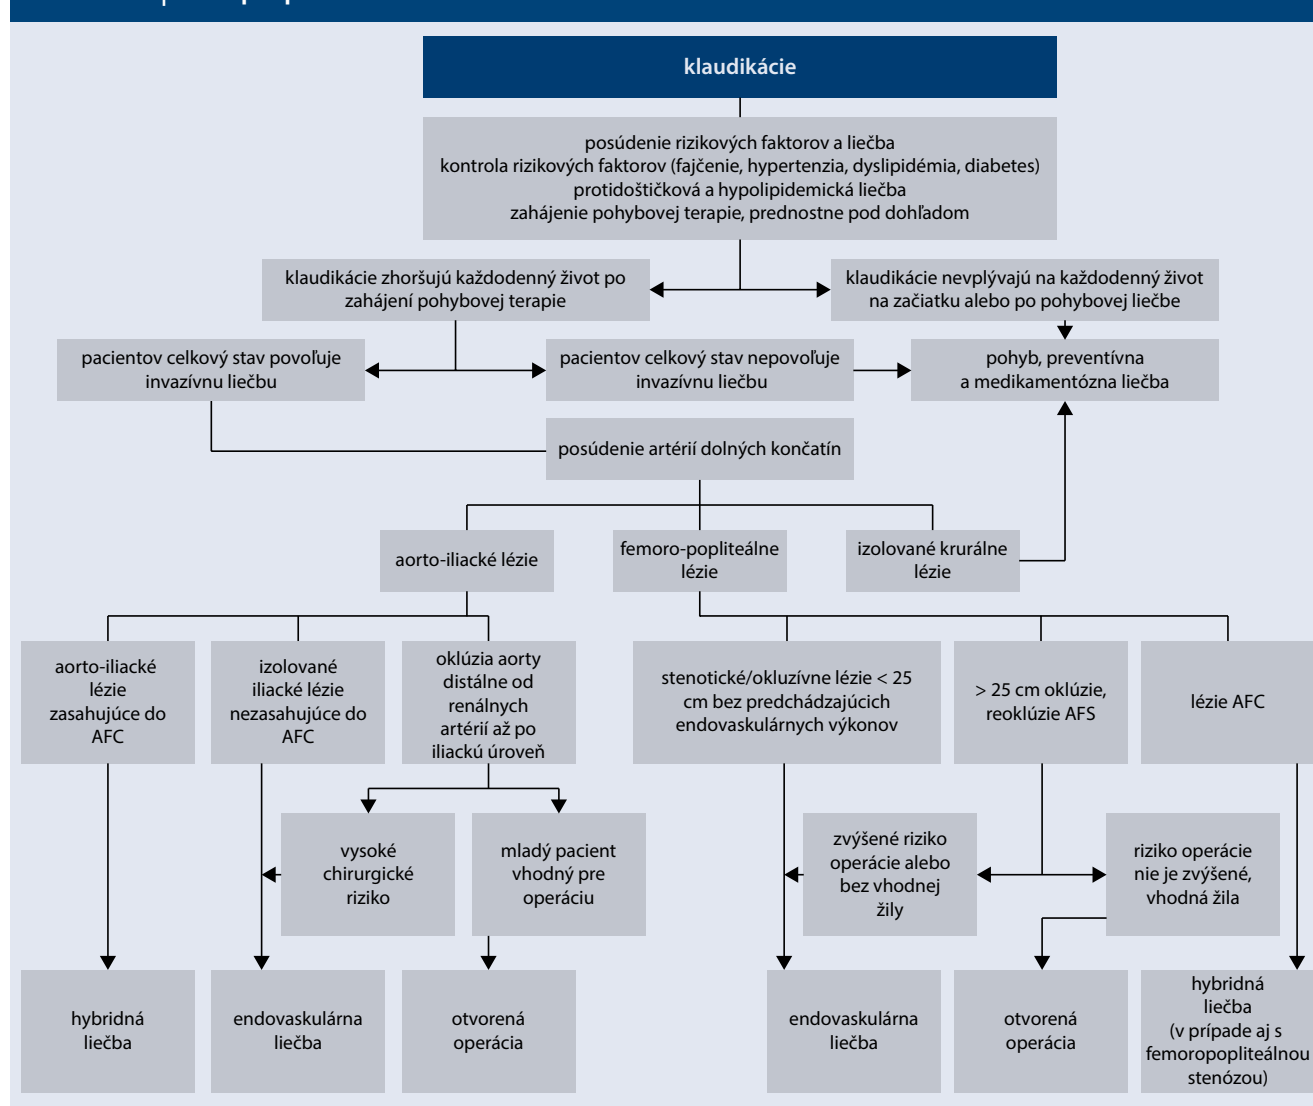 klaudikácie
posúdenie rizikových faktorov a liečba
kontrola rizikových faktorov (fajčenie, hypertenzia, dyslipidémia, diabetes)
protidoštičková a hypolipidemická liečba
zahájenie pohybovej terapie, prednostne pod dohľadom
klaudikácie zhoršujú každodenný život po
zahájení pohybovej terapie
klaudikácie nevplývajú na každodenný život
na začiatku alebo po pohybovej liečbe
pacientov celkový stav povoľuje
invazívnu liečbu
pacientov celkový stav nepovoľuje
invazívnu liečbu
pohyb, preventívna
a medikamentózna liečba
posúdenie artérií dolných končatín
aorto-iliacké lézie
femoro-popliteálne
lézie
izolované krurálne
lézie
aorto-iliacké
lézie
zasahujúce do
AFC
izolované
iliacké lézie
nezasahujúce do
AFC
oklúzia aorty
distálne od
renálnych
artérií až po
iliackú úroveň
stenotické/okluzívne lézie < 25
cm bez predchádzajúcich
endovaskulárnych výkonov
> 25 cm oklúzie,
reoklúzie AFS
lézie AFC
vysoké
chirurgické
riziko
mladý pacient
vhodný pre
operáciu
zvýšené riziko
operácie alebo
bez vhodnej
žily
riziko operácie
nie je zvýšené,
vhodná žila
hybridná
liečba
endovaskulárna
liečba
otvorená
operácia
endovaskulárna
liečba
otvorená
operácia
hybridná
liečba
(v prípade aj s
femoropopliteálnou
stenózou)